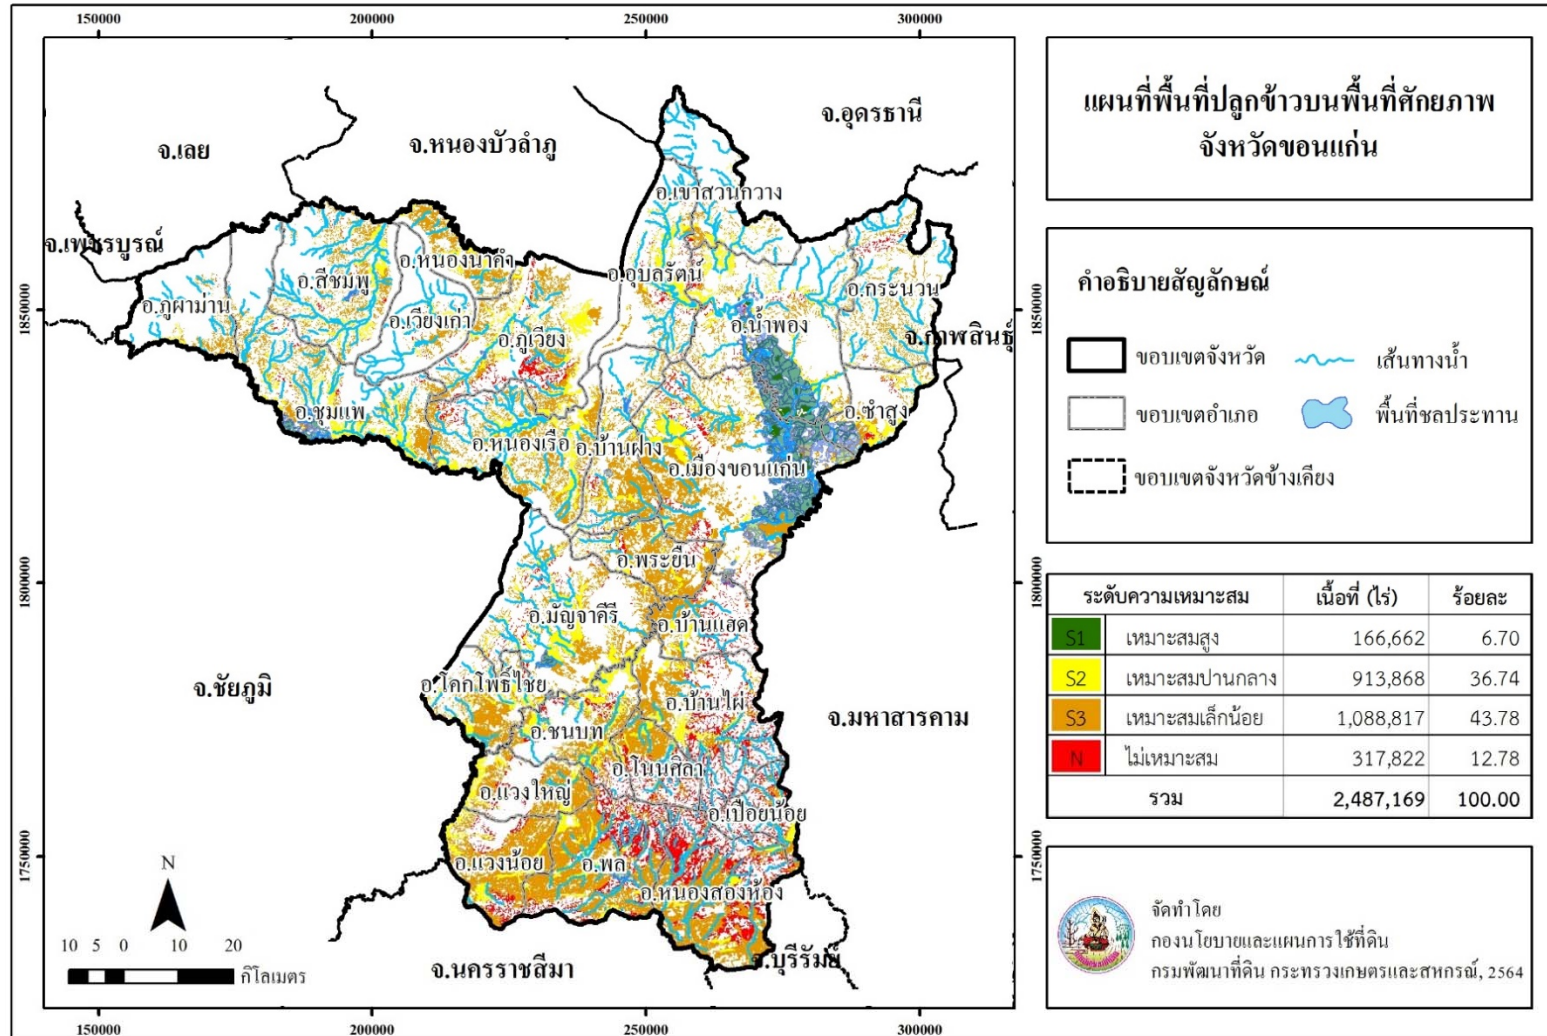 150000 200000 250000 300000
แผนที่พื้นที่ปลูกข้าวบนพื้นที่ศักยภาพ
จังหวัดขอนแก่น
จ.อุดรธานี
จ.หนองบัวลำภู
จ.เลย
จ.เพชรบูรณ์
อ.เขาสวนกวาง
อ.หนองนาคำ
อ.อุบลรัตน์
อ.สีชมพู
อ.กระนวน
อ.ภูผาม่าน
อ.เวียงเก่า
อ.น้ำพอง
อ.ภูเวียง
จ.กาฬสินธุ์
อ.ชุมแพ
อ.ซำสูง
อ.หนองเรือ
อ.บ้านฝาง
อ.เมืองขอนแก่น
อ.พระยืน
อ.มัญจาคีรี
อ.บ้านแฮด
จ.ชัยภูมิ
อ.โคกโพธิ์ไชย
อ.บ้านไผ่
จ.มหาสารคาม
อ.ชนบท
อ.โนนศิลา
อ.แวงใหญ่
อ.เปือยน้อย
อ.แวงน้อย
อ.พล
อ.หนองสองห้อง
จ.นครราชสีมา
จ.บุรีรัมย์
1850000
1800000
1750000
1850000
1800000
1750000
N
10 5 0 10 20
กิโลเมตร
150000 200000 250000 300000
คำอธิบายสัญลักษณ์
ขอบเขตจังหวัด เส้นทางน้ำ
ขอบเขตอำเภอ พื้นที่ชลประทาน
ขอบเขตจังหวัดข้างเคียง
ระดับความเหมาะสม เนื้อที่ (ไร่) ร้อยละ
S1 เหมาะสมสูง 166,662 6.70
S2 เหมาะสมปานกลาง 913,868 36.74
S3 เหมาะสมเล็กน้อย 1,088,817 43.78
N ไม่เหมาะสม 317,822 12.78
รวม 2,487,169 100.00
จัดทำโดย
กองนโยบายและแผนการใช้ที่ดิน
กรมพัฒนาที่ดิน กระทรวงเกษตรและสหกรณ์, 2564